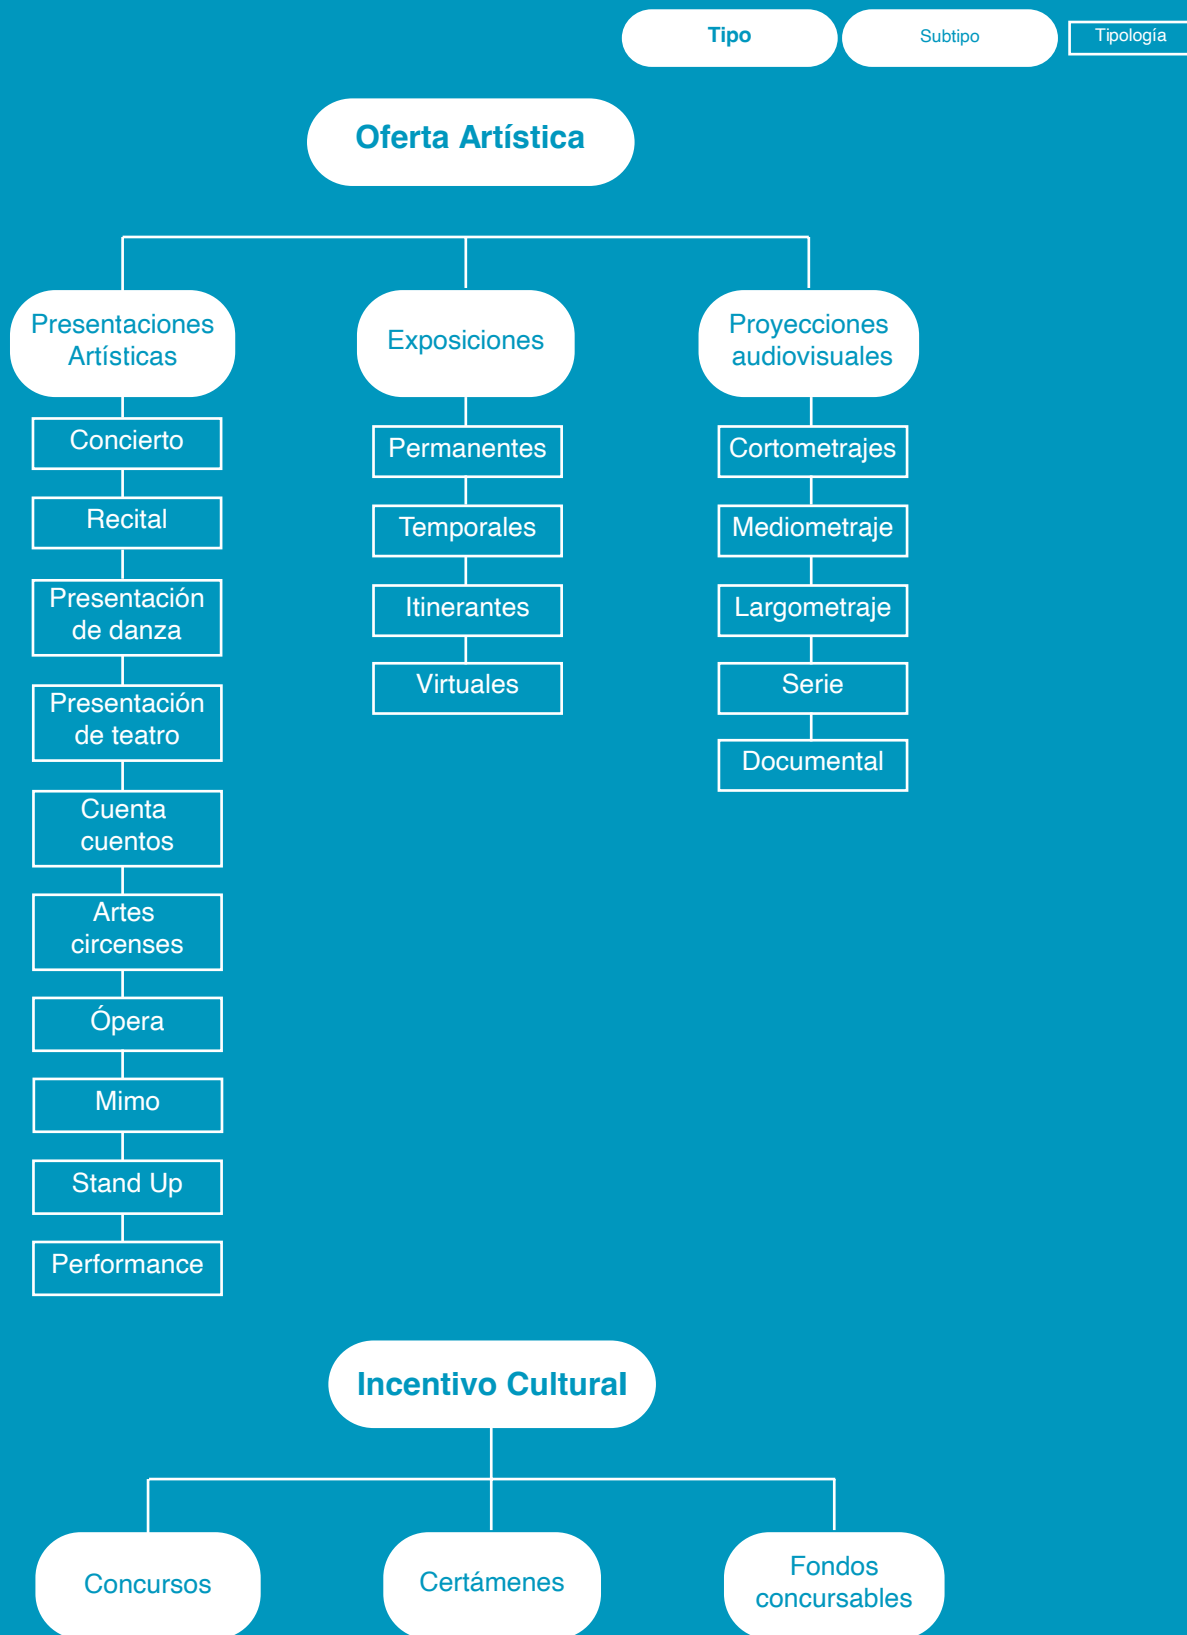 Tipo
Subtipo
Tipología
Oferta Artística
Presentaciones
Artísticas
Concierto
Recital
Presentación
de danza
Presentación
de teatro
Cuenta
cuentos
Artes
circenses
Ópera
Mimo
Stand Up
Performance
Exposiciones
Permanentes
Temporales
Itinerantes
Virtuales
Proyecciones
audiovisuales
Cortometrajes
Mediometraje
Largometraje
Serie
Documental
Incentivo Cultural
Concursos
Certámenes
Fondos
concursables